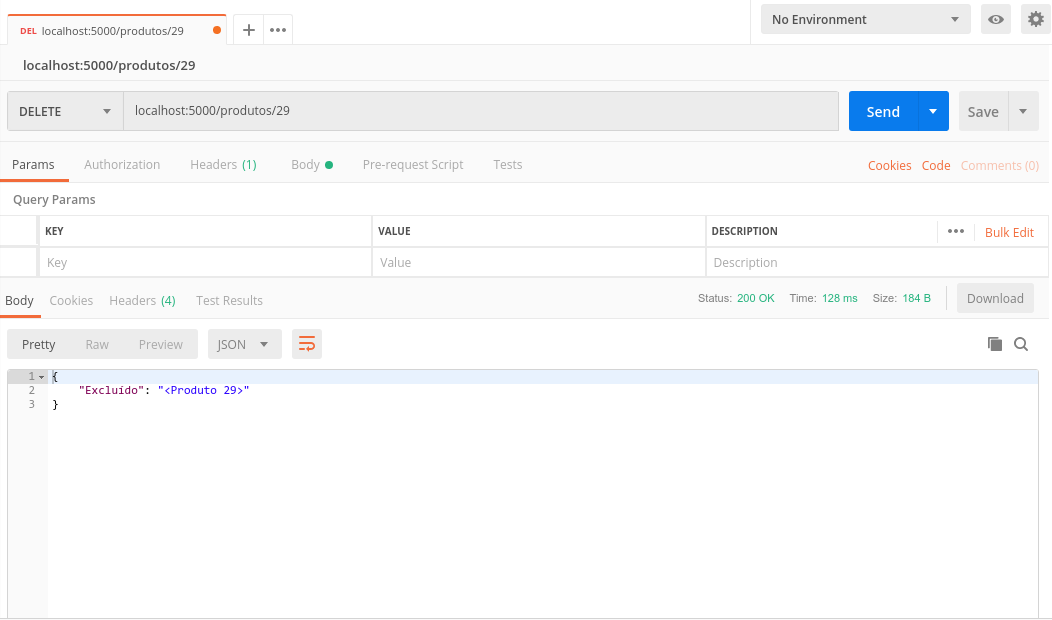 DEL localhost:5000/produtos/29
No Environment
localhost:5000/produtos/29
DELETE localhost:5000/produtos/29 Send Save
Params Authorization Headers (1) Body Pre-request Script Tests Cookies Code Comments (0)
Query Params
KEY VALUE DESCRIPTION Bulk Edit
Key Value Description
Body Cookies Headers (4) Test Results Status: 200 OK Time: 128 ms Size: 184 B Download
Pretty Raw Preview JSON
1 {
2 "Excluído": "<Produto 29>"
3 }